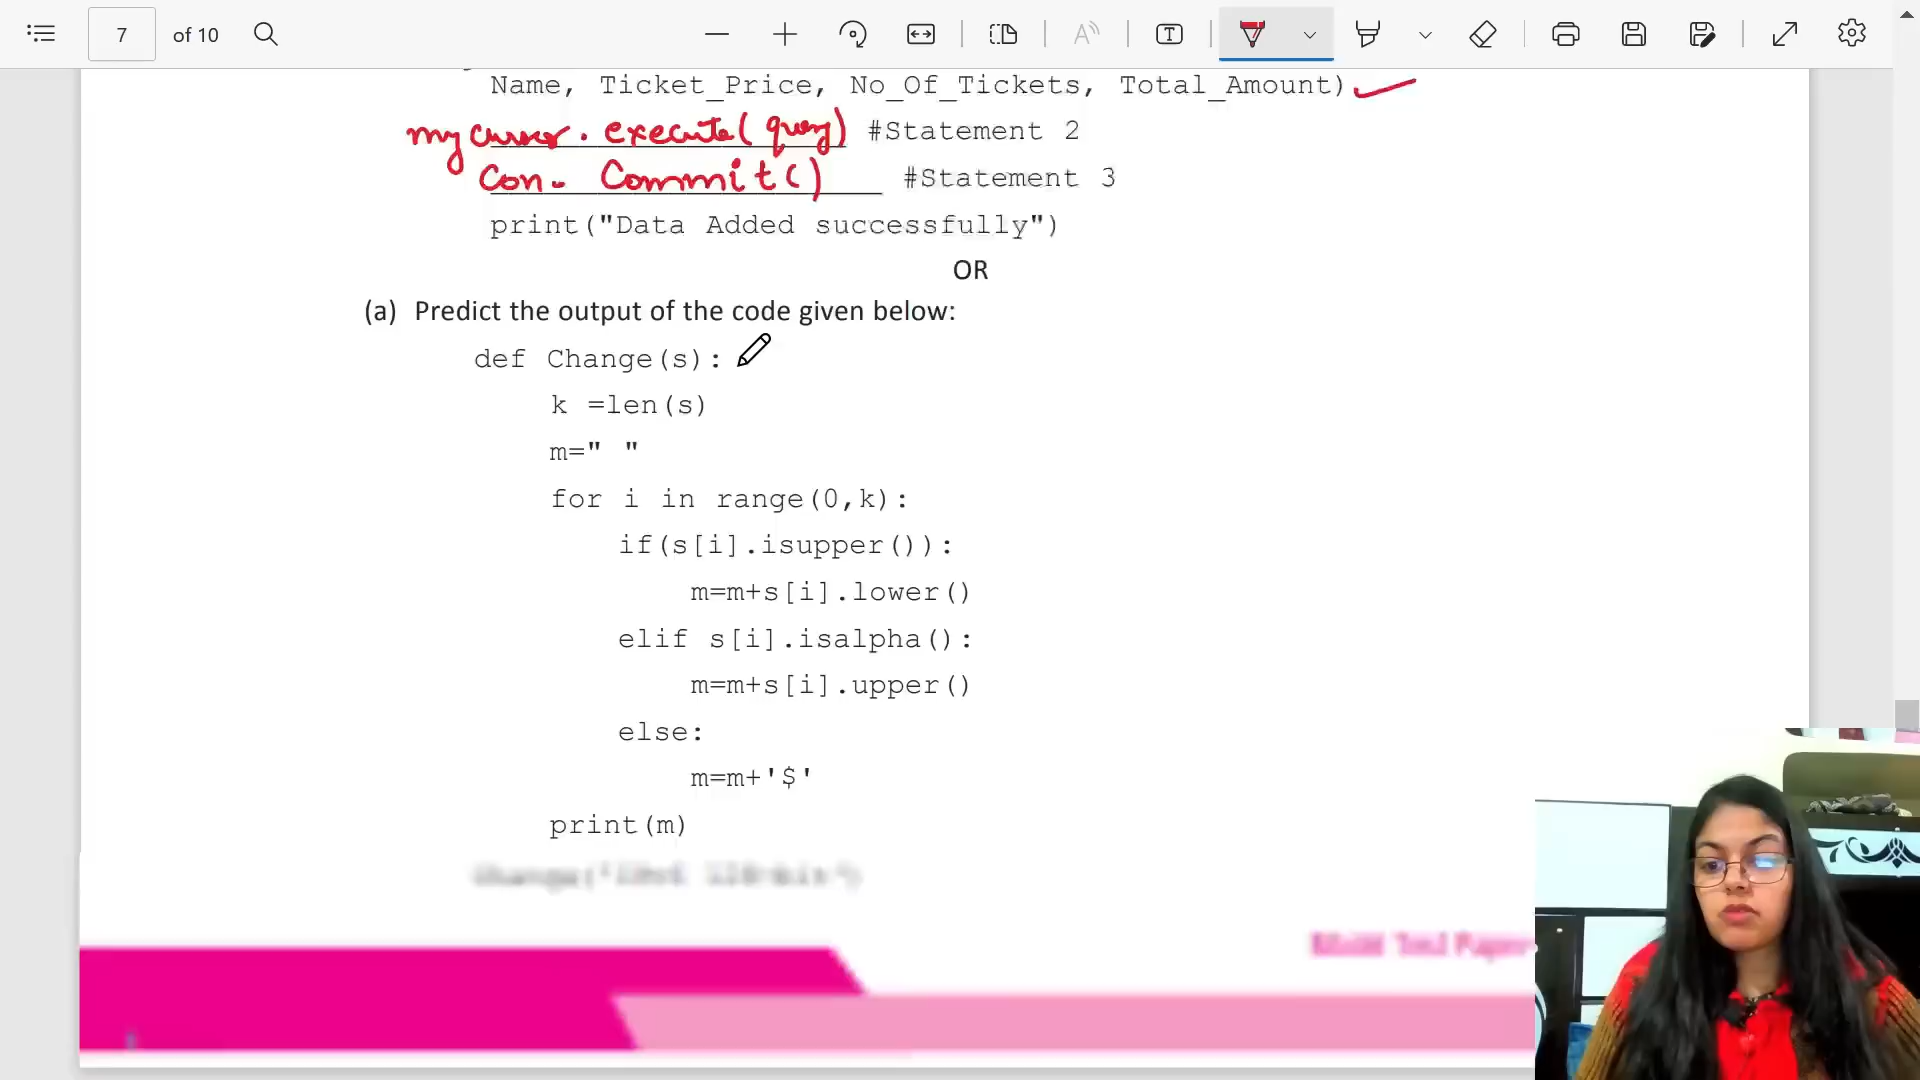 7 of 10
Name, Ticket_Price, No_Of_Tickets, Total_Amount)
mycursor. execute( query) #Statement 2
Con. Commit() #Statement 3
print("Data Added successfully")
OR
(a) Predict the output of the code given below:
def Change(s):
k =len(s)
m=" "
for i in range(0,k):
if(s[i].isupper()):
m=m+s[i].lower()
elif s[i].isalpha():
m=m+s[i].upper()
else:
m=m+'$'
print(m)